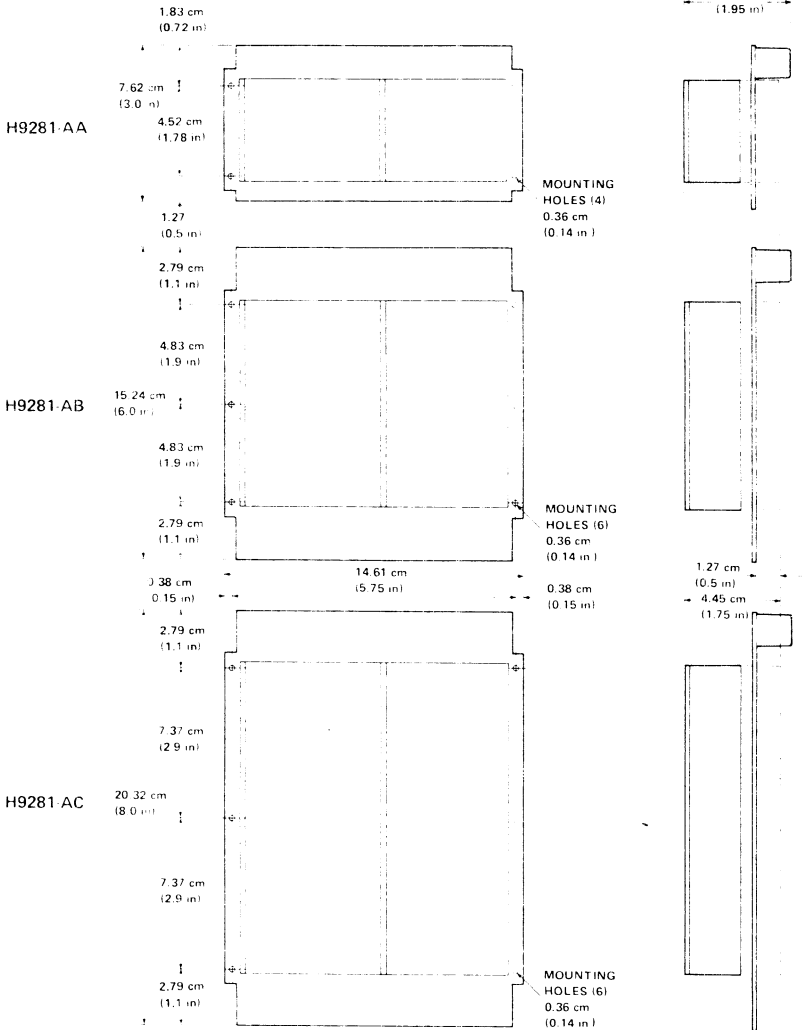 1.83 cm
(0.72 in)
(1.95 in)
7.62 cm
(3.0 in)
H9281-AA
4.52 cm
(1.78 in)
MOUNTING
HOLES (4)
0.36 cm
(0.14 in)
1.27
(0.5 in)
2.79 cm
(1.1 in)
4.83 cm
(1.9 in)
H9281-AB
15.24 cm
(6.0 in)
4.83 cm
(1.9 in)
MOUNTING
HOLES (6)
0.36 cm
(0.14 in)
2.79 cm
(1.1 in)
14.61 cm
(5.75 in)
0.38 cm
0.15 in)
0.38 cm
(0.15 in)
1.27 cm
(0.5 in)
4.45 cm
(1.75 in)
2.79 cm
(1.1 in)
7.37 cm
(2.9 in)
H9281-AC
20.32 cm
(8.0 in)
7.37 cm
(2.9 in)
MOUNTING
HOLES (6)
0.36 cm
(0.14 in)
2.79 cm
(1.1 in)